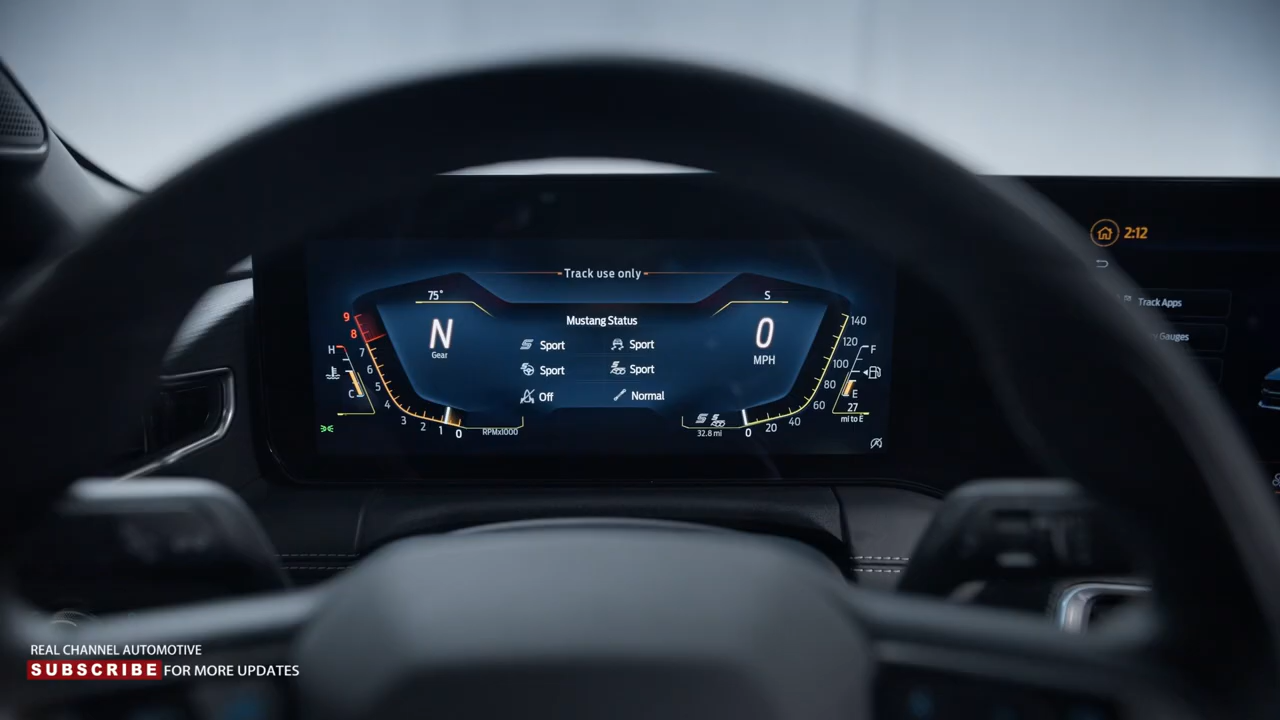 2:12
Track use only
75°
S
Track Apps
Gauges
Mustang Status
N
Gear
0
MPH
Sport
Sport
Sport
Sport
Off
Normal
9
8
7
6
5
4
3
2
1
0
RPMx1000
H
C
32.8 mi
0
20
40
60
80
100
120
140
F
E
27
mi to E
REAL CHANNEL AUTOMOTIVE
SUBSCRIBE FOR MORE UPDATES